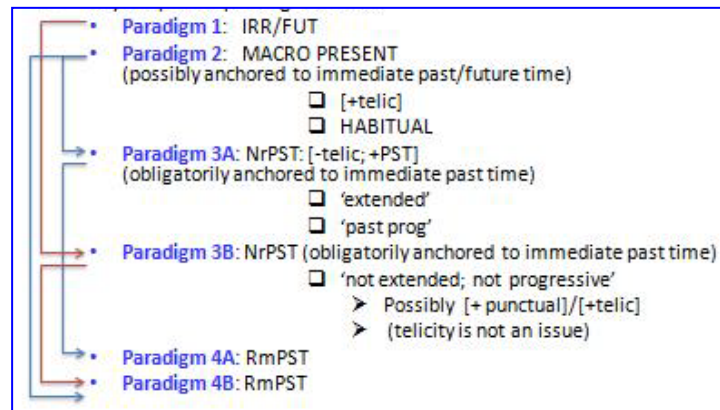 • Paradigm 1: IRR/FUT
• Paradigm 2: MACRO PRESENT
(possibly anchored to immediate past/future time)
❑ [+telic]
❑ HABITUAL
• Paradigm 3A: NrPST: [-telic; +PST]
(obligatorily anchored to immediate past time)
❑ ‘extended’
❑ ‘past prog’
• Paradigm 3B: NrPST (obligatorily anchored to immediate past time)
❑ ‘not extended; not progressive’
➢ Possibly [+ punctual]/[+telic]
➢ (telicity is not an issue)
• Paradigm 4A: RmPST
• Paradigm 4B: RmPST